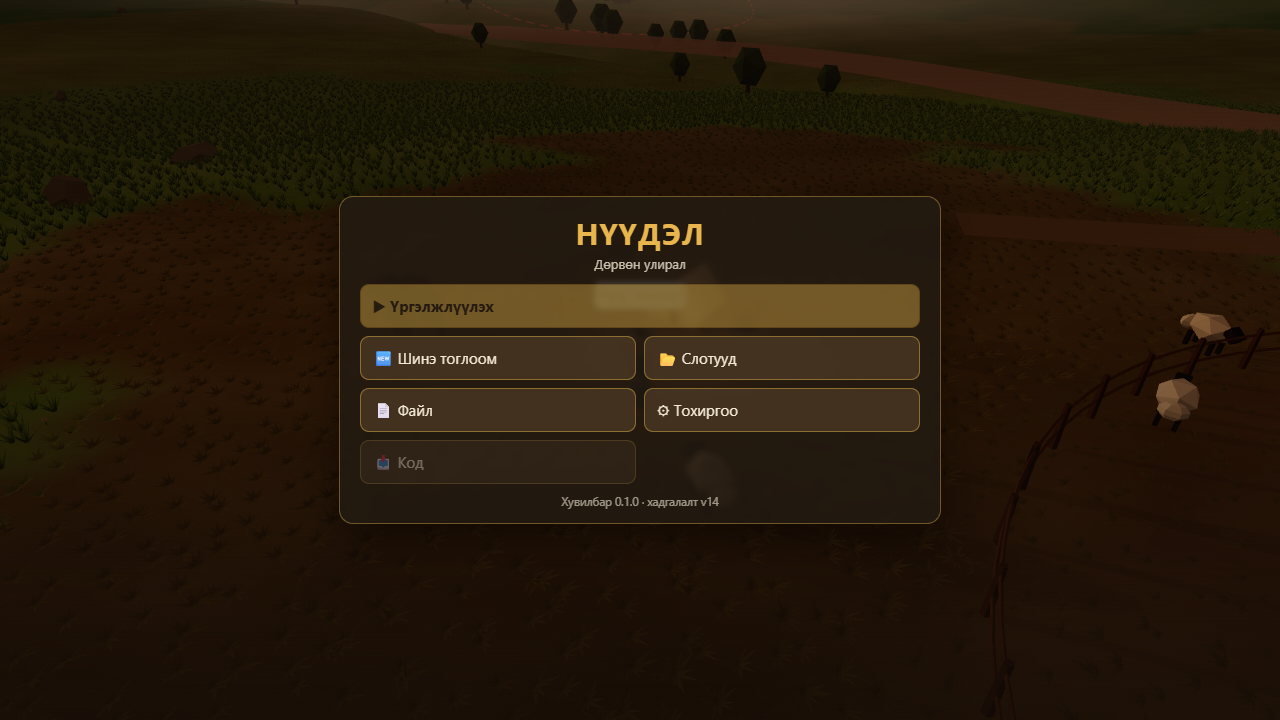 НҮҮДЭЛ
Дөрвөн улирал
▶ Үргэлжлүүлэх
🆕 Шинэ тоглоом
📂 Слотууд
📄 Файл
⚙ Тохиргоо
📤 Код
Хувилбар 0.1.0 · хадгалалт v14